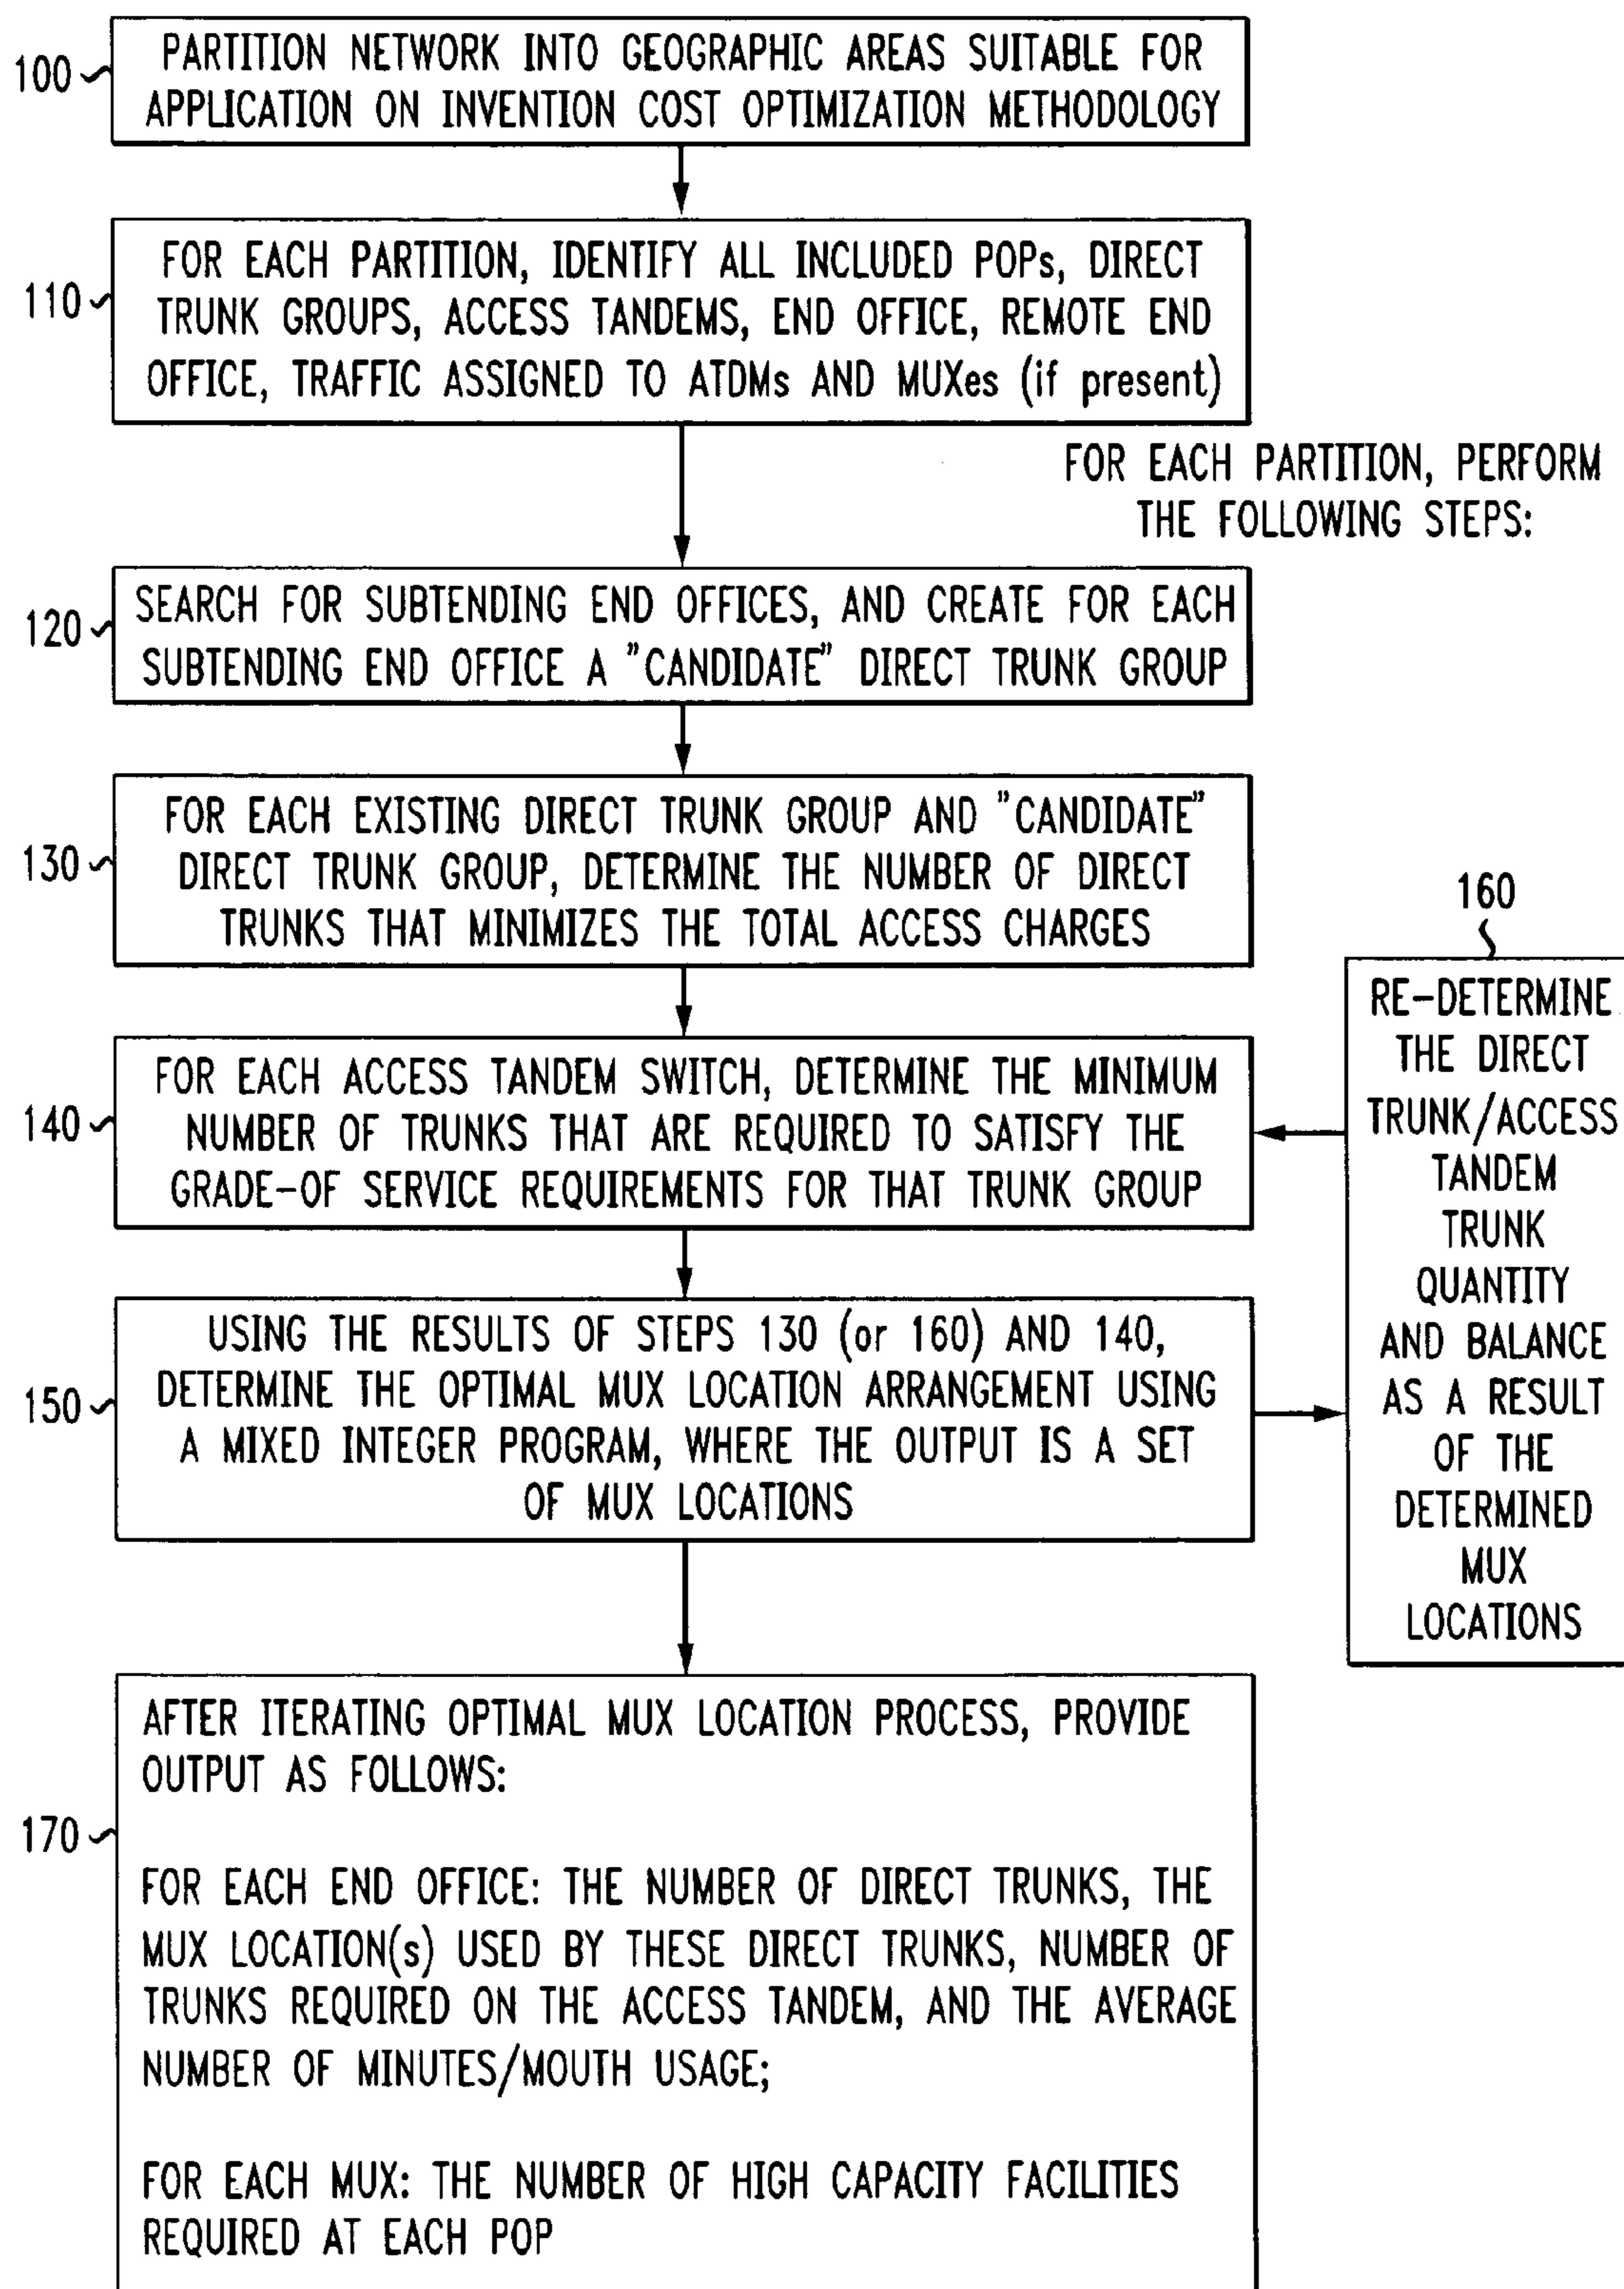 100
PARTITION NETWORK INTO GEOGRAPHIC AREAS SUITABLE FOR
APPLICATION ON INVENTION COST OPTIMIZATION METHODOLOGY
110
FOR EACH PARTITION, IDENTIFY ALL INCLUDED POPs, DIRECT
TRUNK GROUPS, ACCESS TANDEMS, END OFFICE, REMOTE END
OFFICE, TRAFFIC ASSIGNED TO ATDMs AND MUXes (if present)
FOR EACH PARTITION, PERFORM
THE FOLLOWING STEPS:
120
SEARCH FOR SUBTENDING END OFFICES, AND CREATE FOR EACH
SUBTENDING END OFFICE A "CANDIDATE" DIRECT TRUNK GROUP
130
FOR EACH EXISTING DIRECT TRUNK GROUP AND "CANDIDATE"
DIRECT TRUNK GROUP, DETERMINE THE NUMBER OF DIRECT
TRUNKS THAT MINIMIZES THE TOTAL ACCESS CHARGES
140
FOR EACH ACCESS TANDEM SWITCH, DETERMINE THE MINIMUM
NUMBER OF TRUNKS THAT ARE REQUIRED TO SATISFY THE
GRADE-OF SERVICE REQUIREMENTS FOR THAT TRUNK GROUP
150
USING THE RESULTS OF STEPS 130 (or 160) AND 140,
DETERMINE THE OPTIMAL MUX LOCATION ARRANGEMENT USING
A MIXED INTEGER PROGRAM, WHERE THE OUTPUT IS A SET
OF MUX LOCATIONS
160
RE-DETERMINE
THE DIRECT
TRUNK/ACCESS
TANDEM
TRUNK
QUANTITY
AND BALANCE
AS A RESULT
OF THE
DETERMINED
MUX
LOCATIONS
170
AFTER ITERATING OPTIMAL MUX LOCATION PROCESS, PROVIDE
OUTPUT AS FOLLOWS:
FOR EACH END OFFICE: THE NUMBER OF DIRECT TRUNKS, THE
MUX LOCATION(s) USED BY THESE DIRECT TRUNKS, NUMBER OF
TRUNKS REQUIRED ON THE ACCESS TANDEM, AND THE AVERAGE
NUMBER OF MINUTES/MOUTH USAGE;
FOR EACH MUX: THE NUMBER OF HIGH CAPACITY FACILITIES
REQUIRED AT EACH POP